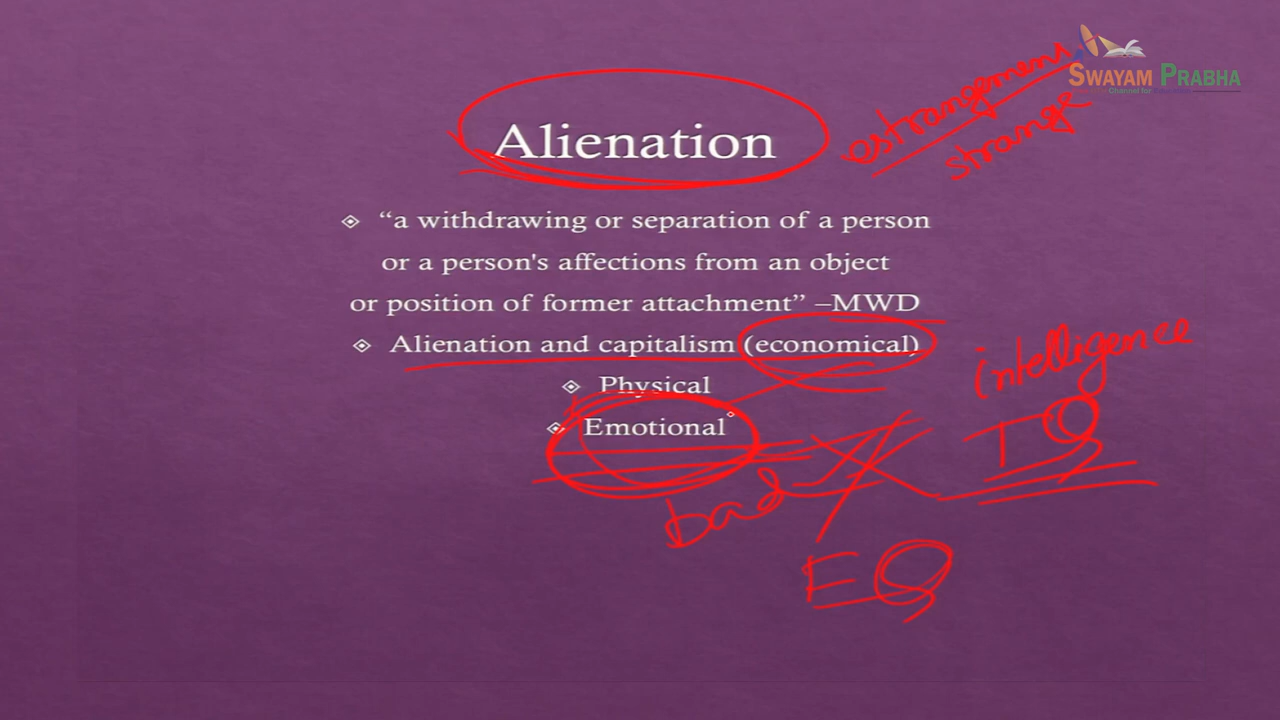 SWAYAM PRABHA
estrangement
strange
Alienation
“a withdrawing or separation of a person
or a person's affections from an object
or position of former attachment” –MWD
Alienation and capitalism (economical)
Physical
Emotional
intelligence
IQ
bad
EQ